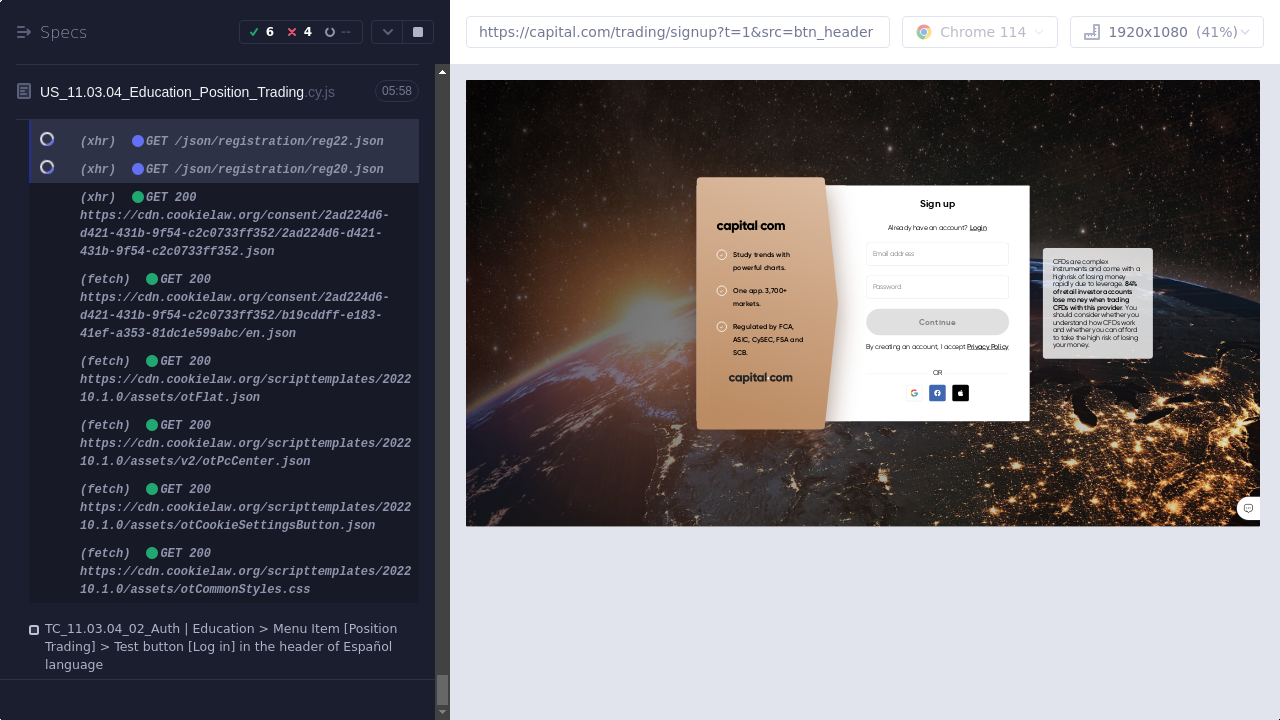 Specs
6
4
--
https://capital.com/trading/signup?t=1&src=btn_header
Chrome 114
1920x1080 (41%)
US_11.03.04_Education_Position_Trading.cy.js
05:58
(xhr) GET /json/registration/reg22.json
(xhr) GET /json/registration/reg20.json
(xhr) GET 200
https://cdn.cookielaw.org/consent/2ad224d6-
d421-431b-9f54-c2c0733ff352/2ad224d6-d421-
431b-9f54-c2c0733ff352.json
(fetch) GET 200
https://cdn.cookielaw.org/consent/2ad224d6-
d421-431b-9f54-c2c0733ff352/b19cddff-e183-
41ef-a353-81dc1e599abc/en.json
(fetch) GET 200
https://cdn.cookielaw.org/scripttemplates/2022
10.1.0/assets/otFlat.json
(fetch) GET 200
https://cdn.cookielaw.org/scripttemplates/2022
10.1.0/assets/v2/otPcCenter.json
(fetch) GET 200
https://cdn.cookielaw.org/scripttemplates/2022
10.1.0/assets/otCookieSettingsButton.json
(fetch) GET 200
https://cdn.cookielaw.org/scripttemplates/2022
10.1.0/assets/otCommonStyles.css
TC_11.03.04_02_Auth | Education > Menu Item [Position
Trading] > Test button [Log in] in the header of Español
language
capital com
Study trends with
powerful charts.
One app. 3,700+
markets.
Regulated by FCA,
ASIC, CySEC, FSA and
SCB.
capital com
Sign up
Already have an account? Login
Email address
Password
Continue
By creating an account, I accept Privacy Policy
OR
CFDs are complex
instruments and come with a
high risk of losing money
rapidly due to leverage. 84%
of retail investor accounts
lose money when trading
CFDs with this provider. You
should consider whether you
understand how CFDs work
and whether you can afford
to take the high risk of losing
your money.